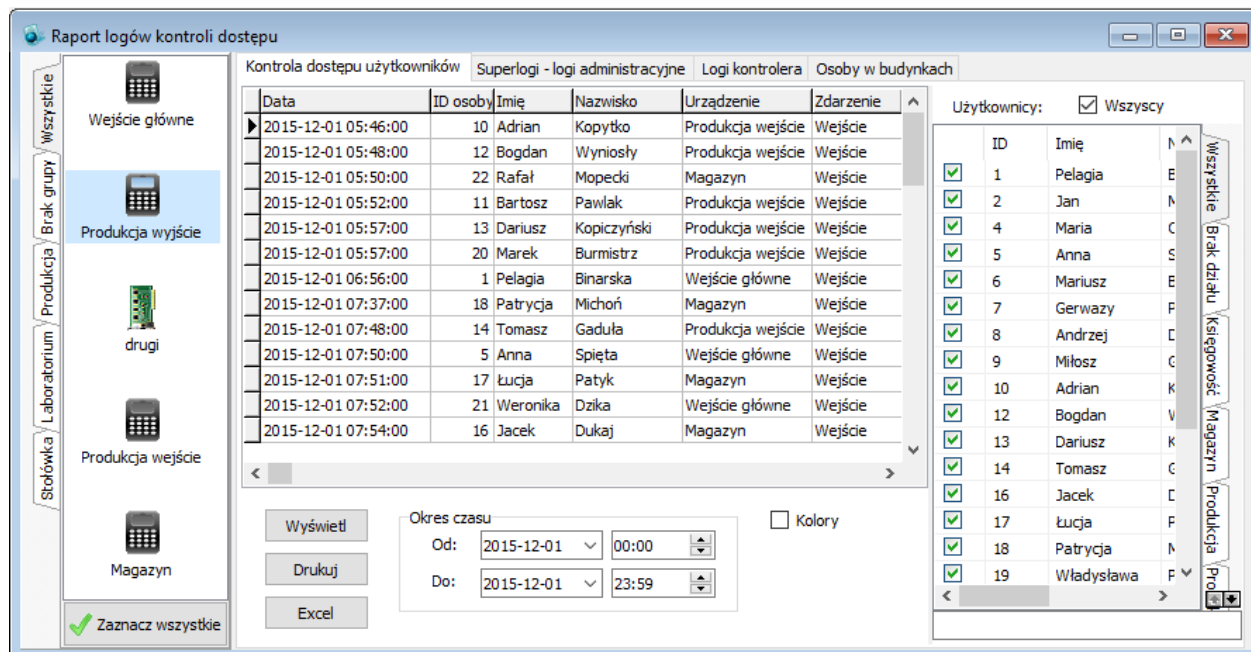 Raport logów kontroli dostępu
Wszystkie
Brak grupy
Produkcja
Laboratorium
Stołówka
Wejście główne
Produkcja wyjście
drugi
Produkcja wejście
Magazyn
Zaznacz wszystkie
Kontrola dostępu użytkowników Superlogi - logi administracyjne Logi kontrolera Osoby w budynkach
Data ID osoby Imię Nazwisko Urządzenie Zdarzenie
2015-12-01 05:46:00 10 Adrian Kopytko Produkcja wejście Wejście
2015-12-01 05:48:00 12 Bogdan Wyniosły Produkcja wejście Wejście
2015-12-01 05:50:00 22 Rafał Mopecki Magazyn Wejście
2015-12-01 05:52:00 11 Bartosz Pawlak Produkcja wejście Wejście
2015-12-01 05:57:00 13 Dariusz Kopiczyński Produkcja wejście Wejście
2015-12-01 05:57:00 20 Marek Burmistrz Produkcja wejście Wejście
2015-12-01 06:56:00 1 Pelagia Binarska Wejście główne Wejście
2015-12-01 07:37:00 18 Patrycja Michoń Magazyn Wejście
2015-12-01 07:48:00 14 Tomasz Gaduła Produkcja wejście Wejście
2015-12-01 07:50:00 5 Anna Spięta Wejście główne Wejście
2015-12-01 07:51:00 17 Łucja Patyk Magazyn Wejście
2015-12-01 07:52:00 21 Weronika Dzika Wejście główne Wejście
2015-12-01 07:54:00 16 Jacek Dukaj Magazyn Wejście
Wyświetl
Drukuj
Excel
Okres czasu
Od: 2015-12-01 00:00
Do: 2015-12-01 23:59
Kolory
Użytkownicy: Wszyscy
ID Imię
1 Pelagia
2 Jan
4 Maria
5 Anna
6 Mariusz
7 Gerwazy
8 Andrzej
9 Miłosz
10 Adrian
12 Bogdan
13 Dariusz
14 Tomasz
16 Jacek
17 Łucja
18 Patrycja
19 Władysława
Wszystkie
Brak działu
Księgowość
Magazyn
Produkcja
Pro